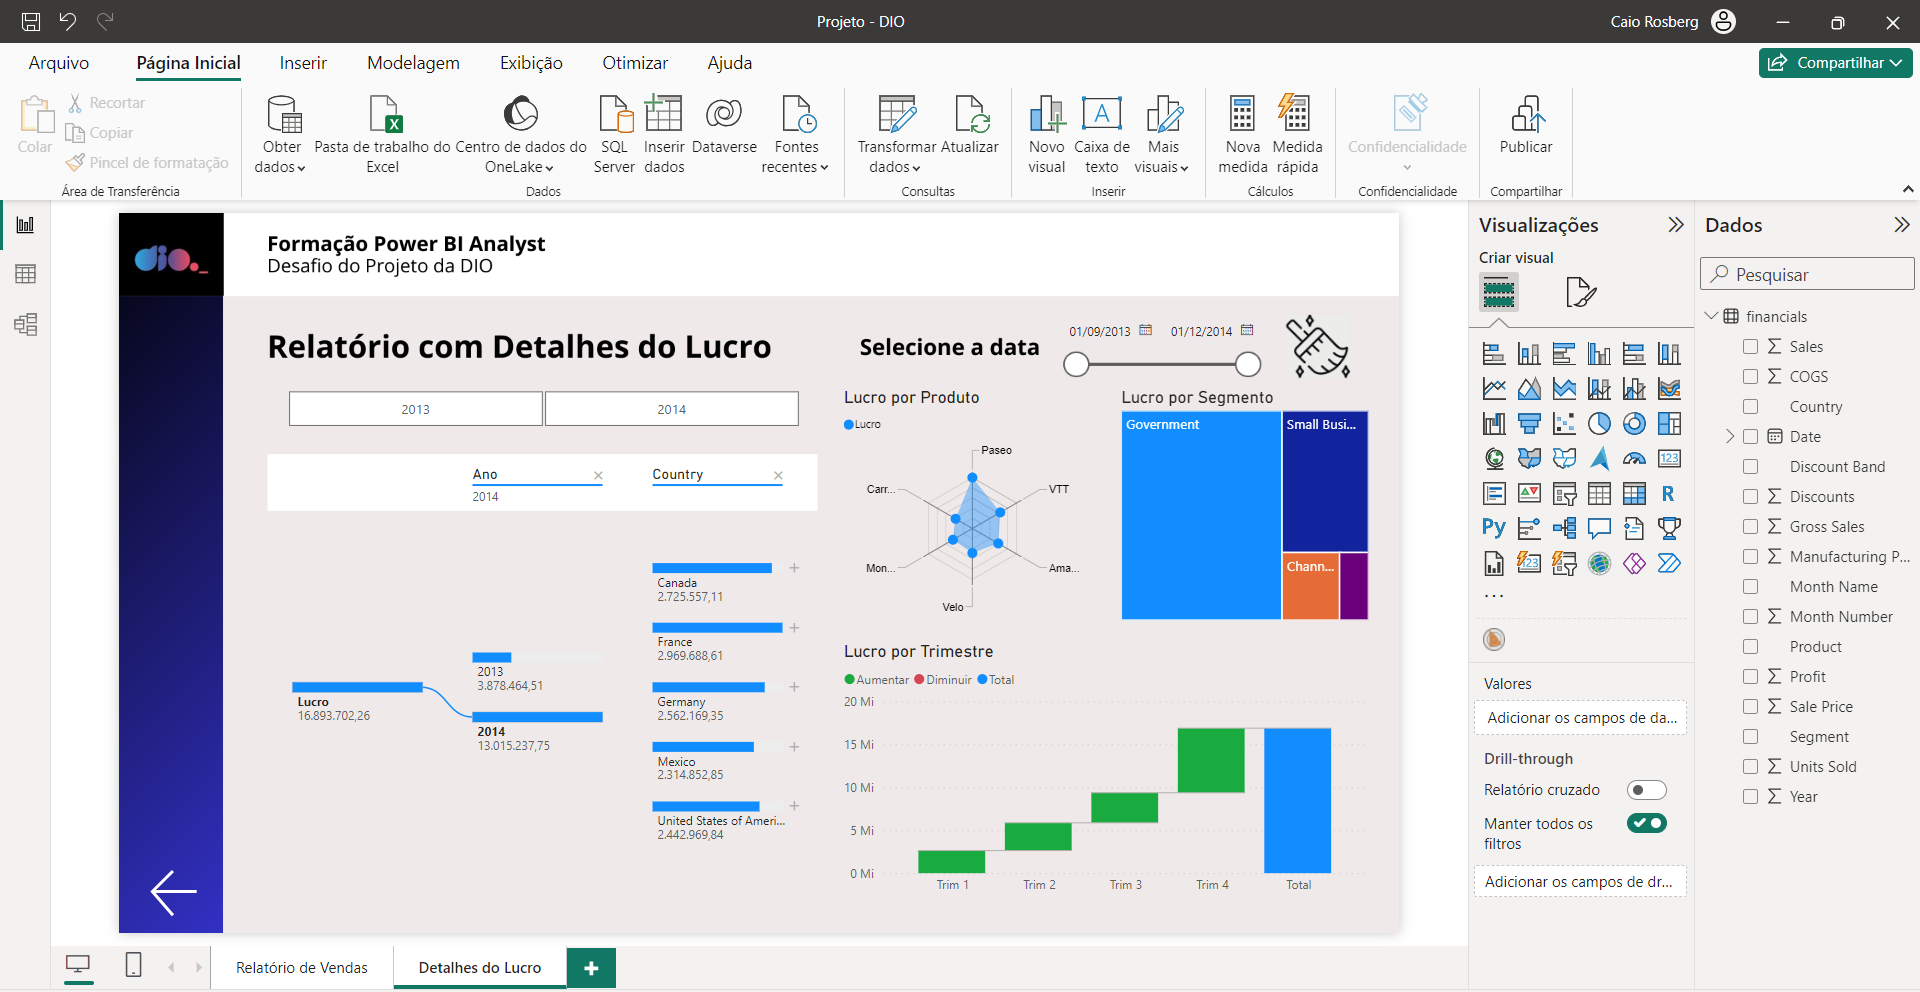 Projeto - DIO
Caio Rosberg
Arquivo
Página Inicial
Inserir
Modelagem
Exibição
Otimizar
Ajuda
Compartilhar
Colar
Recortar
Copiar
Pincel de formatação
Área de Transferência
Obter dados
Pasta de trabalho do Excel
Centro de dados do OneLake
SQL Server
Inserir dados
Dataverse
Fontes recentes
Dados
Transformar dados
Atualizar
Consultas
Novo visual
Caixa de texto
Mais visuais
Inserir
Nova medida
Medida rápida
Cálculos
Confidencialidade
Confidencialidade
Publicar
Compartilhar
dio._
Formação Power BI Analyst
Desafio do Projeto da DIO
Relatório com Detalhes do Lucro
Selecione a data
01/09/2013
01/12/2014
2013
2014
Ano
2014
Country
Lucro
16.893.702,26
2013
3.878.464,51
2014
13.015.237,75
Canada
2.725.557,11
France
2.969.688,61
Germany
2.562.169,35
Mexico
2.314.852,85
United States of Ameri...
2.442.969,84
Lucro por Produto
Lucro
Paseo
VTT
Ama...
Velo
Mon...
Carr...
Lucro por Segmento
Government
Small Busi...
Chann...
Lucro por Trimestre
Aumentar
Diminuir
Total
20 Mi
15 Mi
10 Mi
5 Mi
0 Mi
Trim 1
Trim 2
Trim 3
Trim 4
Total
Relatório de Vendas
Detalhes do Lucro
Visualizações
Criar visual
123
R
Py
123
...
Valores
Adicionar os campos de da...
Drill-through
Relatório cruzado
Manter todos os filtros
Adicionar os campos de dr...
Dados
Pesquisar
financials
Sales
COGS
Country
Date
Discount Band
Discounts
Gross Sales
Manufacturing P...
Month Name
Month Number
Product
Profit
Sale Price
Segment
Units Sold
Year